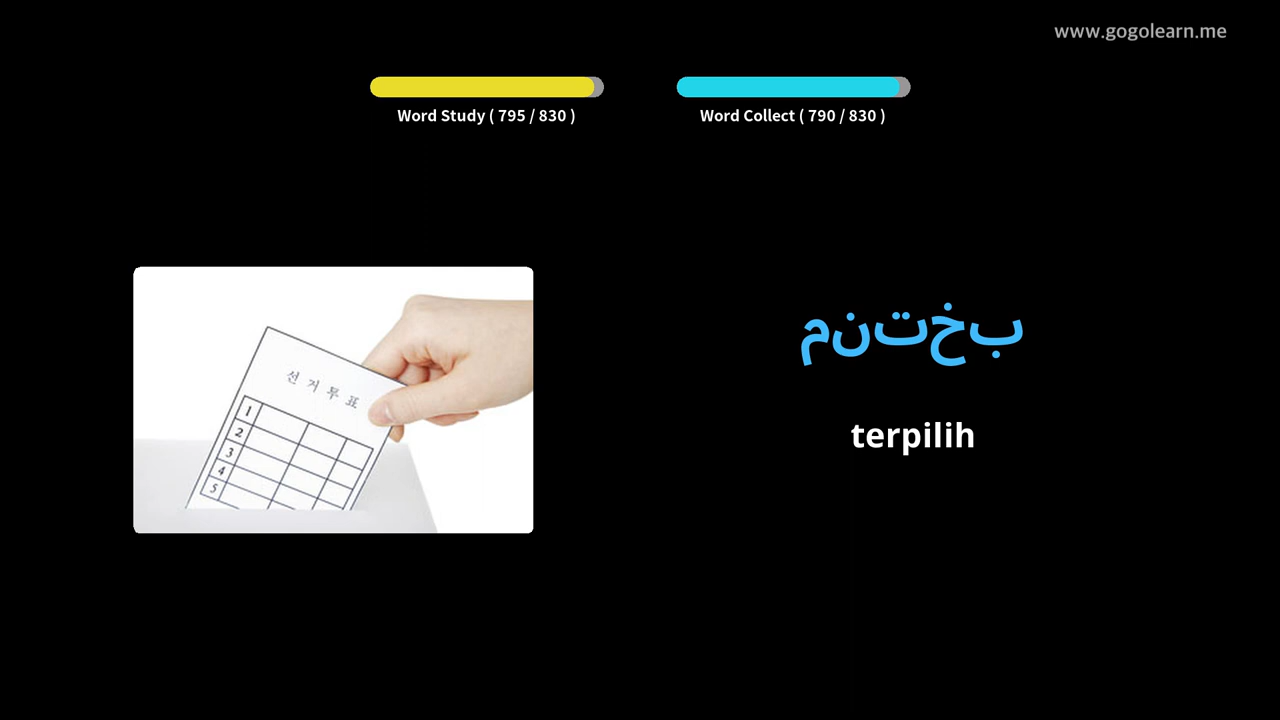 www.gogolearn.me
Word Study ( 795 / 830 )
Word Collect ( 790 / 830 )
선거투표
1
2
3
4
5
منتخب
terpilih